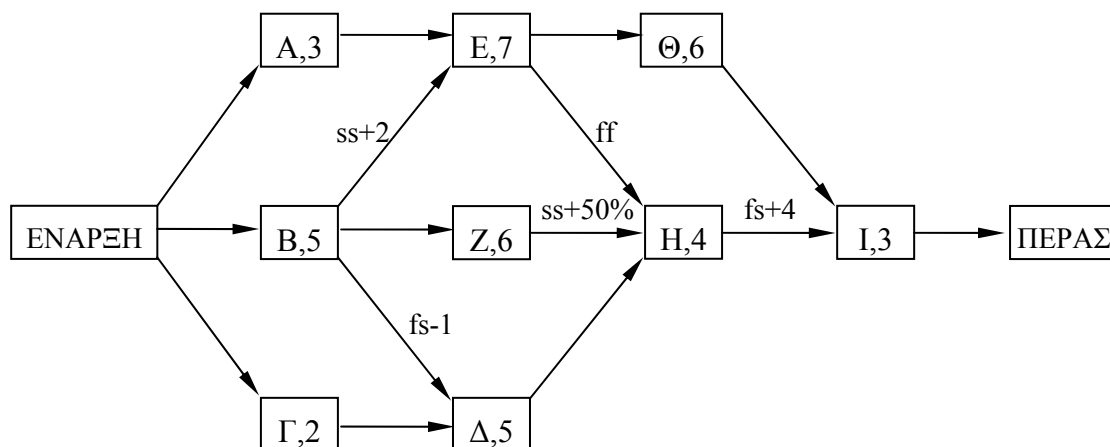 Α,3
Ε,7
Θ,6
ss+2
ff
ss+50%
fs+4
ΕΝΑΡΞΗ
Β,5
Ζ,6
Η,4
Ι,3
ΠΕΡΑΣ
fs-1
Γ,2
Δ,5